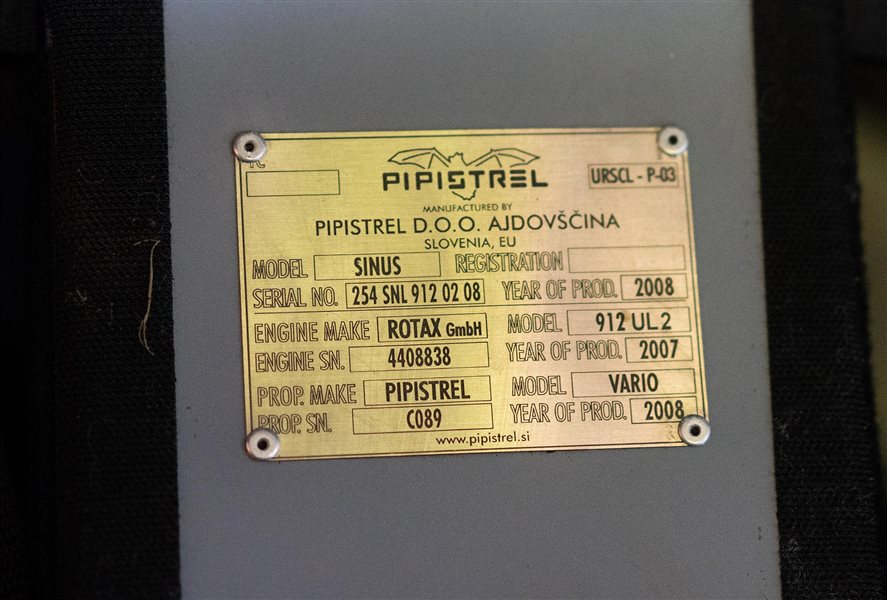 PIPISTREL
URSCL - P-03
MANUFACTURED BY
PIPISTREL D.O.O. AJDOVŠČINA
SLOVENIA, EU
MODEL SINUS REGISTRATION
SERIAL NO. 254 SNL 912 02 08 YEAR OF PROD. 2008
ENGINE MAKE ROTAX GmbH MODEL 912 UL2
ENGINE SN. 4408838 YEAR OF PROD. 2007
PROP. MAKE PIPISTREL MODEL VARIO
PROP. SN. C089 YEAR OF PROD. 2008
www.pipistrel.si